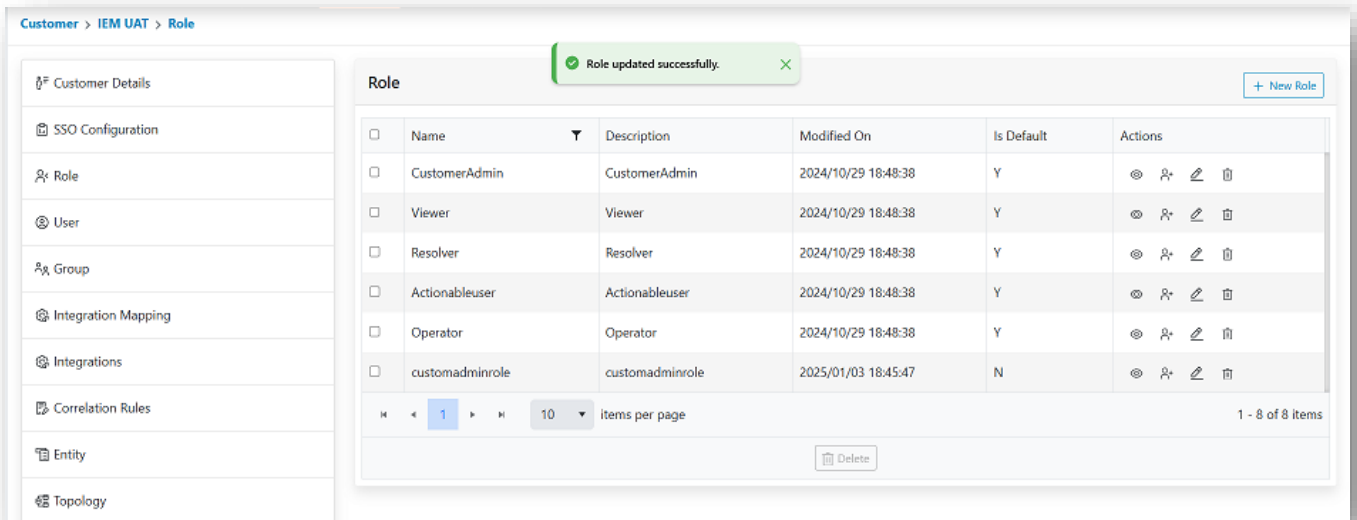 Customer > IEM UAT > Role
Role updated successfully.
Customer Details
SSO Configuration
Role
User
Group
Integration Mapping
Integrations
Correlation Rules
Entity
Topology
Role
+ New Role
Name Description Modified On Is Default Actions
CustomerAdmin CustomerAdmin 2024/10/29 18:48:38 Y
Viewer Viewer 2024/10/29 18:48:38 Y
Resolver Resolver 2024/10/29 18:48:38 Y
Actionableuser Actionableuser 2024/10/29 18:48:38 Y
Operator Operator 2024/10/29 18:48:38 Y
customadminrole customadminrole 2025/01/03 18:45:47 N
1 10 items per page 1 - 8 of 8 items
Delete